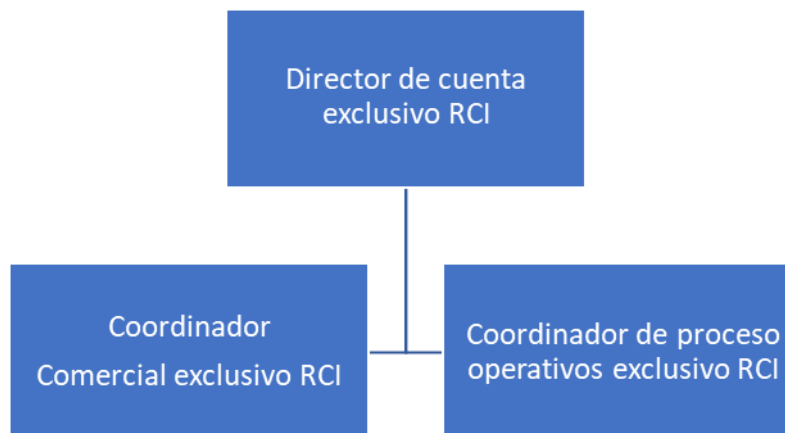 Director de cuenta
exclusivo RCI
Coordinador
Comercial exclusivo RCI
Coordinador de proceso
operativos exclusivo RCI